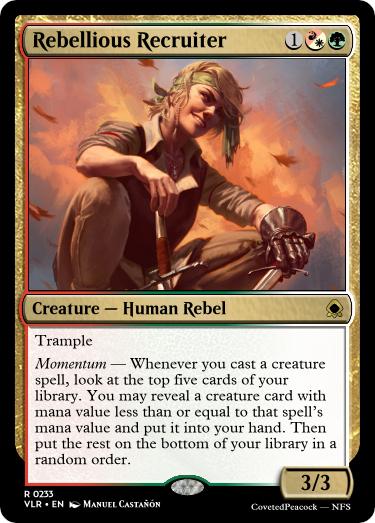 Rebellious Recruiter 1
Creature — Human Rebel
Trample
Momentum — Whenever you cast a creature
spell, look at the top five cards of your
library. You may reveal a creature card with
mana value less than or equal to that spell's
mana value and put it into your hand. Then
put the rest on the bottom of your library in a
random order.
3/3
R 0233
VLR • EN Manuel Castañón
CovetedPeacock — NFS